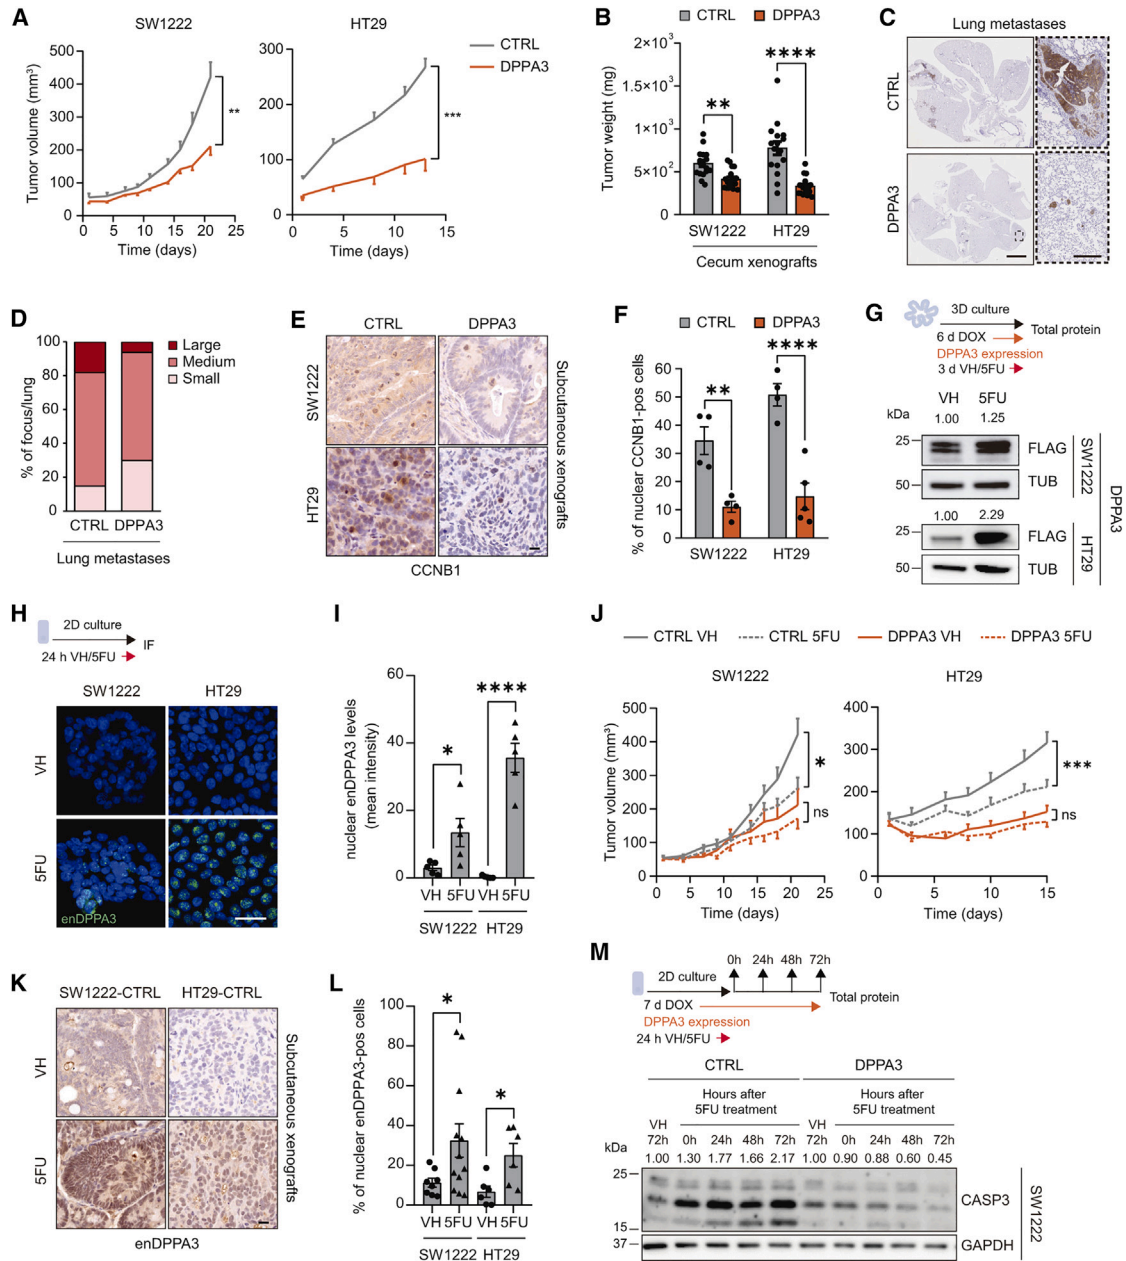 A
SW1222
HT29
CTRL
DPPA3
Tumor volume (mm³)
500
400
300
200
100
0
0 5 10 15 20 25
Time (days)
**
300
200
100
0
0 5 10 15
Time (days)
***
B
CTRL DPPA3
Tumor weight (mg)
2×10³
1.5×10³
1×10³
5×10²
0
** ****
SW1222 HT29
Cecum xenografts
C
Lung metastases
CTRL
DPPA3
D
% of focus/lung
100
80
60
40
20
0
Large
Medium
Small
CTRL DPPA3
Lung metastases
E
CTRL DPPA3
SW1222
HT29
Subcutaneous xenografts
CCNB1
F
CTRL DPPA3
% of nuclear CCNB1-pos cells
60
50
40
30
20
10
0
** ****
SW1222 HT29
G
3D culture
6 d DOX
Total protein
DPPA3 expression
3 d VH/5FU
VH 5FU
kDa 1.00 1.25
25 FLAG
50 TUB
SW1222
1.00 2.29
25 FLAG
50 TUB
HT29
DPPA3
H
2D culture
IF
24 h VH/5FU
SW1222 HT29
VH
5FU
enDPPA3
I
nuclear enDPPA3 levels
(mean intensity)
60
40
20
0
* ****
VH 5FU VH 5FU
SW1222 HT29
J
CTRL VH CTRL 5FU DPPA3 VH DPPA3 5FU
SW1222
HT29
Tumor volume (mm³)
500
400
300
200
100
0
0 5 10 15 20 25
Time (days)
*
ns
400
300
200
100
0
0 5 10 15
Time (days)
***
ns
K
SW1222-CTRL HT29-CTRL
VH
5FU
Subcutaneous xenografts
enDPPA3
L
% of nuclear enDPPA3-pos cells
100
80
60
40
20
0
* *
VH 5FU VH 5FU
SW1222 HT29
M
0h 24h 48h 72h
2D culture
7 d DOX
Total protein
DPPA3 expression
24 h VH/5FU
CTRL DPPA3
Hours after
5FU treatment
Hours after
5FU treatment
VH VH
kDa 72h 0h 24h 48h 72h 72h 0h 24h 48h 72h
1.00 1.30 1.77 1.66 2.17 1.00 0.90 0.88 0.60 0.45
25
15
CASP3
37 GAPDH
SW1222